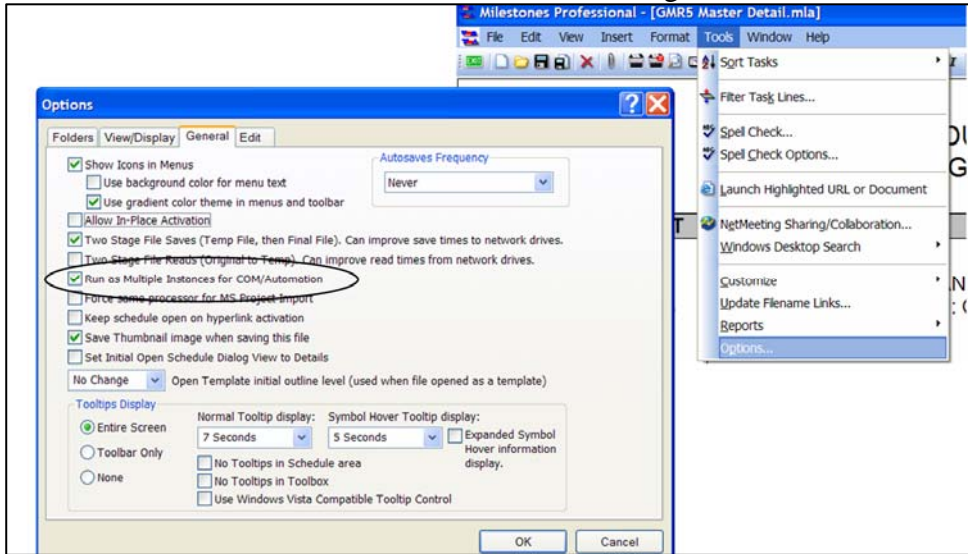 Milestones Professional - [GMR5 Master Detail.mla]
File Edit View Insert Format Tools Window Help
Sort Tasks
Filter Task Lines...
Spell Check...
Spell Check Options...
Launch Highlighted URL or Document
NetMeeting Sharing/Collaboration...
Windows Desktop Search
Customize
Update Filename Links...
Reports
Options...
Options
Folders View/Display General Edit
Show Icons in Menus
Use background color for menu text
Use gradient color theme in menus and toolbar
Autosaves Frequency
Never
Allow In-Place Activation
Two Stage File Saves (Temp File, then Final File). Can improve save times to network drives.
Two Stage File Reads (Original to Temp). Can improve read times from network drives.
Run as Multiple Instances for COM/Automation
Force same processor for MS Project Import
Keep schedule open on hyperlink activation
Save Thumbnail image when saving this file
Set Initial Open Schedule Dialog View to Details
No Change Open Template initial outline level (used when file opened as a template)
Tooltips Display
Entire Screen
Toolbar Only
None
Normal Tooltip display:
7 Seconds
Symbol Hover Tooltip display:
5 Seconds
Expanded Symbol
Hover information
display.
No Tooltips in Schedule area
No Tooltips in Toolbox
Use Windows Vista Compatible Tooltip Control
OK Cancel